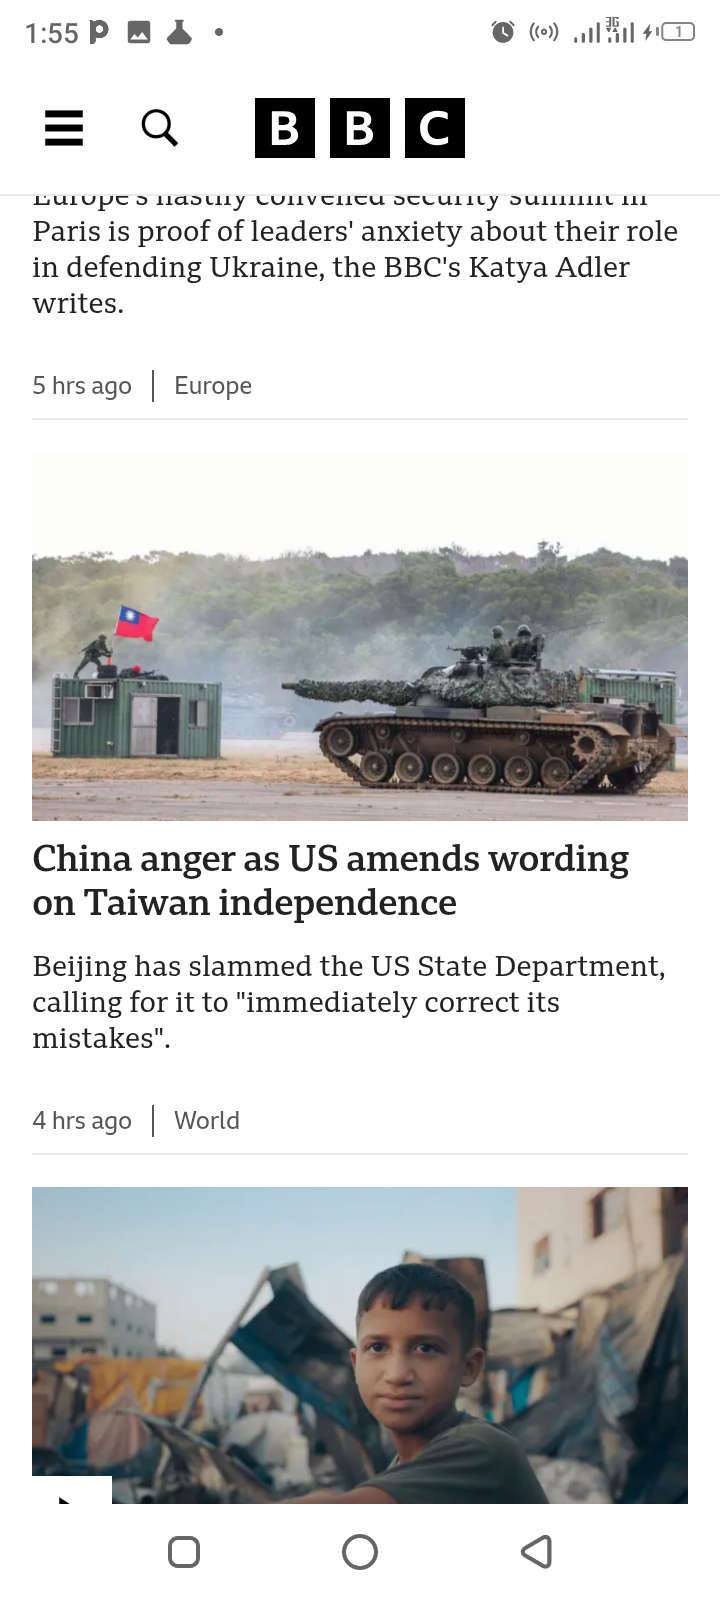 1:55
3G
1
BBC
Europe's hastily convened security summit in
Paris is proof of leaders' anxiety about their role
in defending Ukraine, the BBC's Katya Adler
writes.
5 hrs ago | Europe
China anger as US amends wording
on Taiwan independence
Beijing has slammed the US State Department,
calling for it to "immediately correct its
mistakes".
4 hrs ago | World